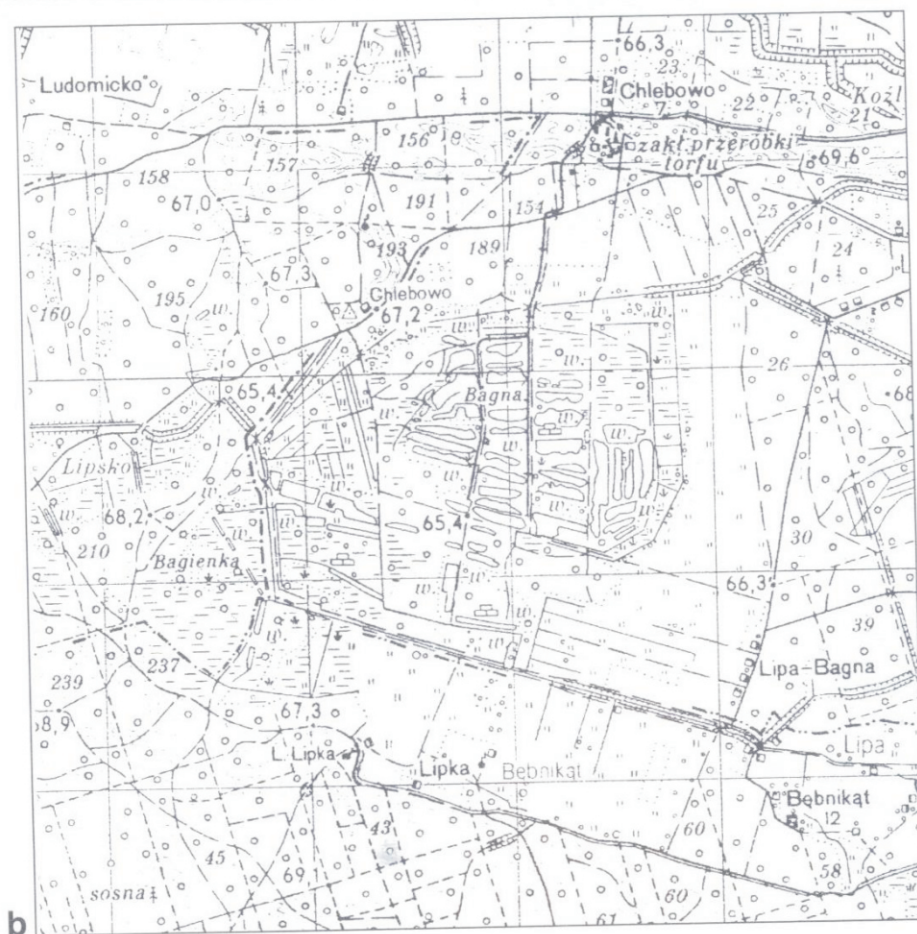 66,3
23
Ludomicko
Chlebowo
7
22
Koźl
21
156
zakł. przeróbki
torfu
69,6
157
158
191
154
25
67,0
193
189
24
67,3
Chlebowo
67,2
195
w.
160
w.
w.
26
65,4
Bagna
w.
68
w.
w.
Lipsko
w.
w.
w.
w.
w.
w.
68,2
w.
65,4
w.
w.
30
210
Bagienka
w.
66,3
w.
w.
w.
39
237
Lipa-Bagna
239
67,3
68,9
L. Lipka
Lipka
Bębnikąt
Lipa
Bębnikąt
12
43
60
45
69
58
sosna
60
61
b